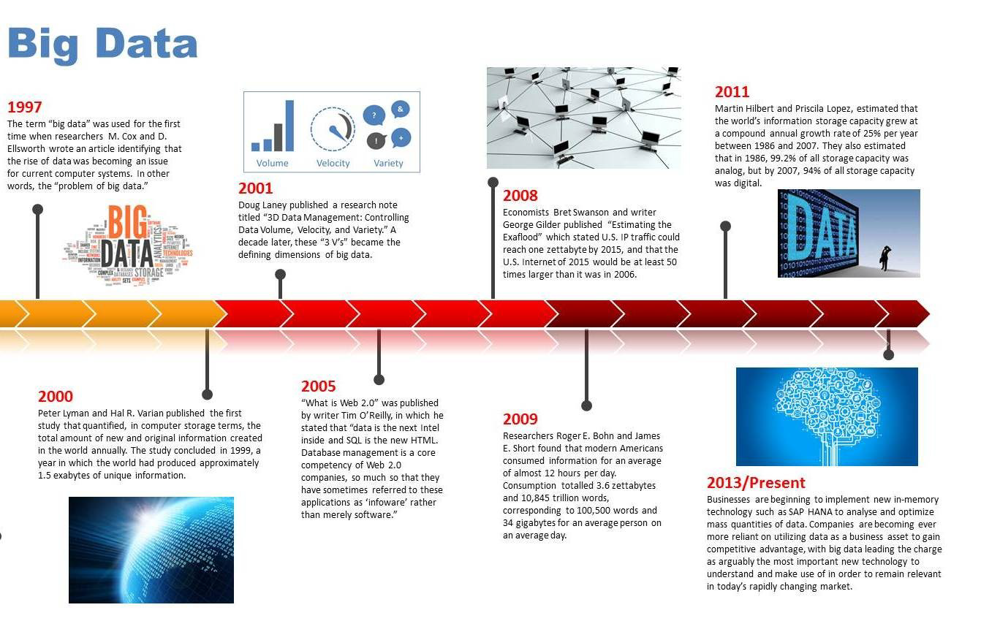 Big Data
1997
The term “big data” was used for the first
time when researchers M. Cox and D.
Ellsworth wrote an article identifying that
the rise of data was becoming an issue
for current computer systems. In other
words, the “problem of big data.”
BIG
DATA
ANALYTICS
INFORMATION
TECHNOLOGIES
STORAGE
COMPLEX
DATABASES
SETS
Volume
Velocity
Variety
?
&
!
+
2001
Doug Laney published a research note
titled “3D Data Management: Controlling
Data Volume, Velocity, and Variety.” A
decade later, these “3 V’s” became the
defining dimensions of big data.
2008
Economists Bret Swanson and writer
George Gilder published “Estimating the
Exaflood” which stated U.S. IP traffic could
reach one zettabyte by 2015, and that the
U.S. Internet of 2015 would be at least 50
times larger than it was in 2006.
2011
Martin Hilbert and Priscila Lopez, estimated that
the world’s information storage capacity grew at
a compound annual growth rate of 25% per year
between 1986 and 2007. They also estimated
that in 1986, 99.2% of all storage capacity was
analog, but by 2007, 94% of all storage capacity
was digital.
DATA
2000
Peter Lyman and Hal R. Varian published the first
study that quantified, in computer storage terms, the
total amount of new and original information created
in the world annually. The study concluded in 1999, a
year in which the world had produced approximately
1.5 exabytes of unique information.
2005
“What is Web 2.0” was published
by writer Tim O’Reilly, in which he
stated that “data is the next Intel
inside and SQL is the new HTML.
Database management is a core
competency of Web 2.0
companies, so much so that they
have sometimes referred to these
applications as ‘infoware’ rather
than merely software.”
2009
Researchers Roger E. Bohn and James
E. Short found that modern Americans
consumed information for an average
of almost 12 hours per day.
Consumption totalled 3.6 zettabytes
and 10,845 trillion words,
corresponding to 100,500 words and
34 gigabytes for an average person on
an average day.
2013/Present
Businesses are beginning to implement new in-memory
technology such as SAP HANA to analyse and optimize
mass quantities of data. Companies are becoming ever
more reliant on utilizing data as a business asset to gain
competitive advantage, with big data leading the charge
as arguably the most important new technology to
understand and make use of in order to remain relevant
in today’s rapidly changing market.